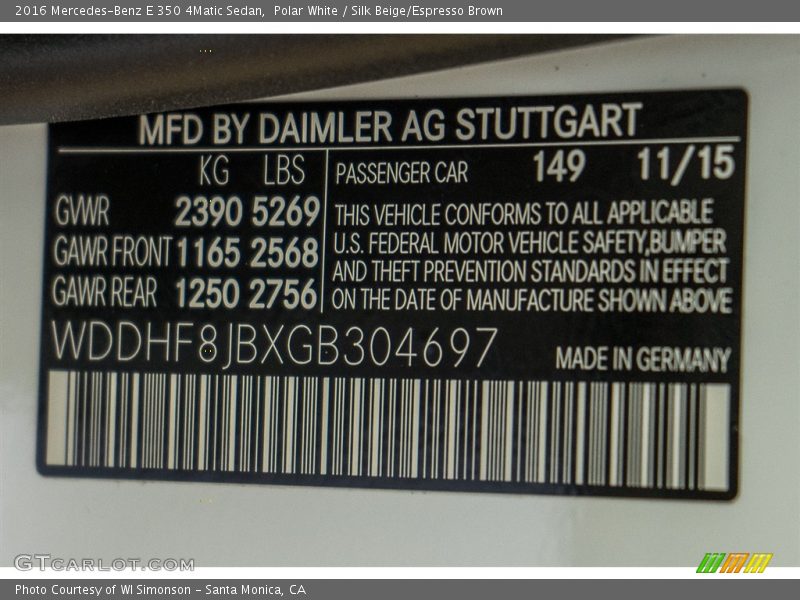 2016 Mercedes-Benz E 350 4Matic Sedan,  Polar White / Silk Beige/Espresso Brown
MFD BY DAIMLER AG STUTTGART
KG LBS
GVWR 2390 5269
GAWR FRONT 1165 2568
GAWR REAR 1250 2756
PASSENGER CAR 149 11/15
THIS VEHICLE CONFORMS TO ALL APPLICABLE
U.S. FEDERAL MOTOR VEHICLE SAFETY,BUMPER
AND THEFT PREVENTION STANDARDS IN EFFECT
ON THE DATE OF MANUFACTURE SHOWN ABOVE
WDDHF8JBXGB304697
MADE IN GERMANY
GTCARLOT.COM
Photo Courtesy of WI Simonson - Santa Monica, CA